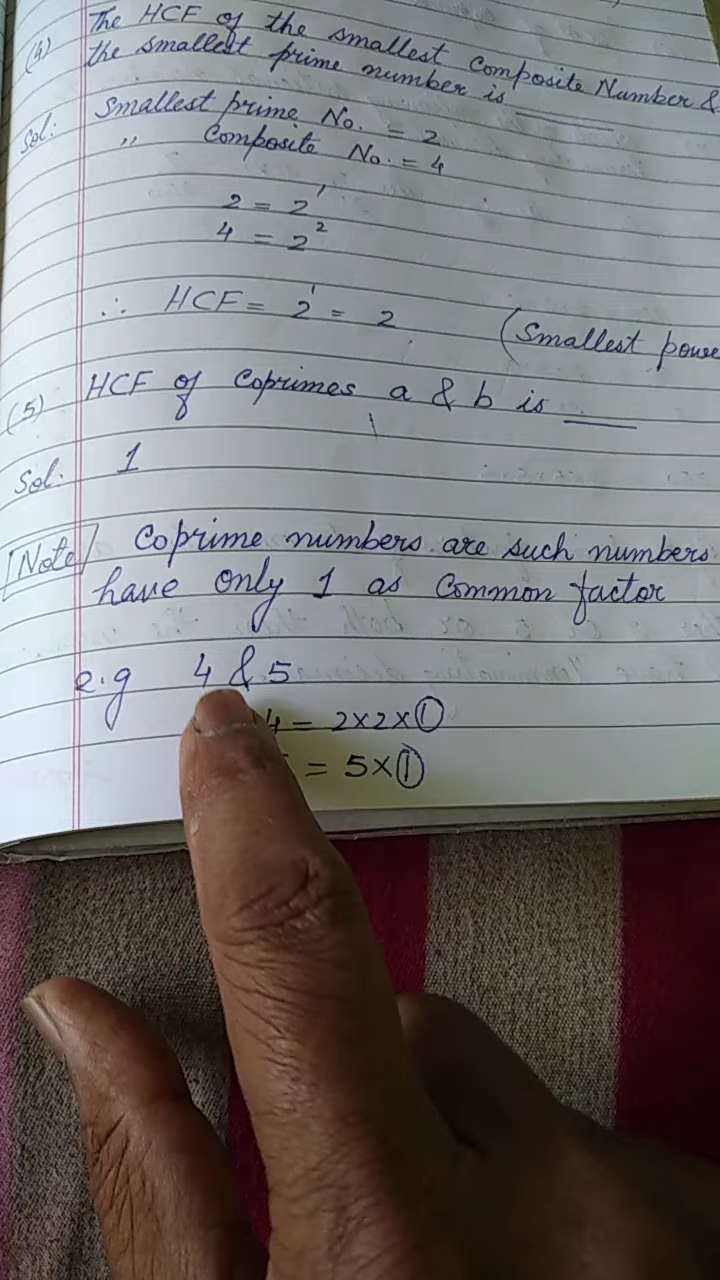 (4) The HCF of the smallest Composite Number &
the smallest prime number is ______
Sol: Smallest prime No. = 2
,, Composite No. = 4
2 = 2¹
4 = 2²
∴ HCF = 2¹ = 2 (Smallest powe
(5) HCF of Coprimes a & b is ____
Sol. 1
[Note] Coprime numbers are such numbers
have only 1 as Common factor
e.g 4 & 5
4 = 2×2×①
= 5×①